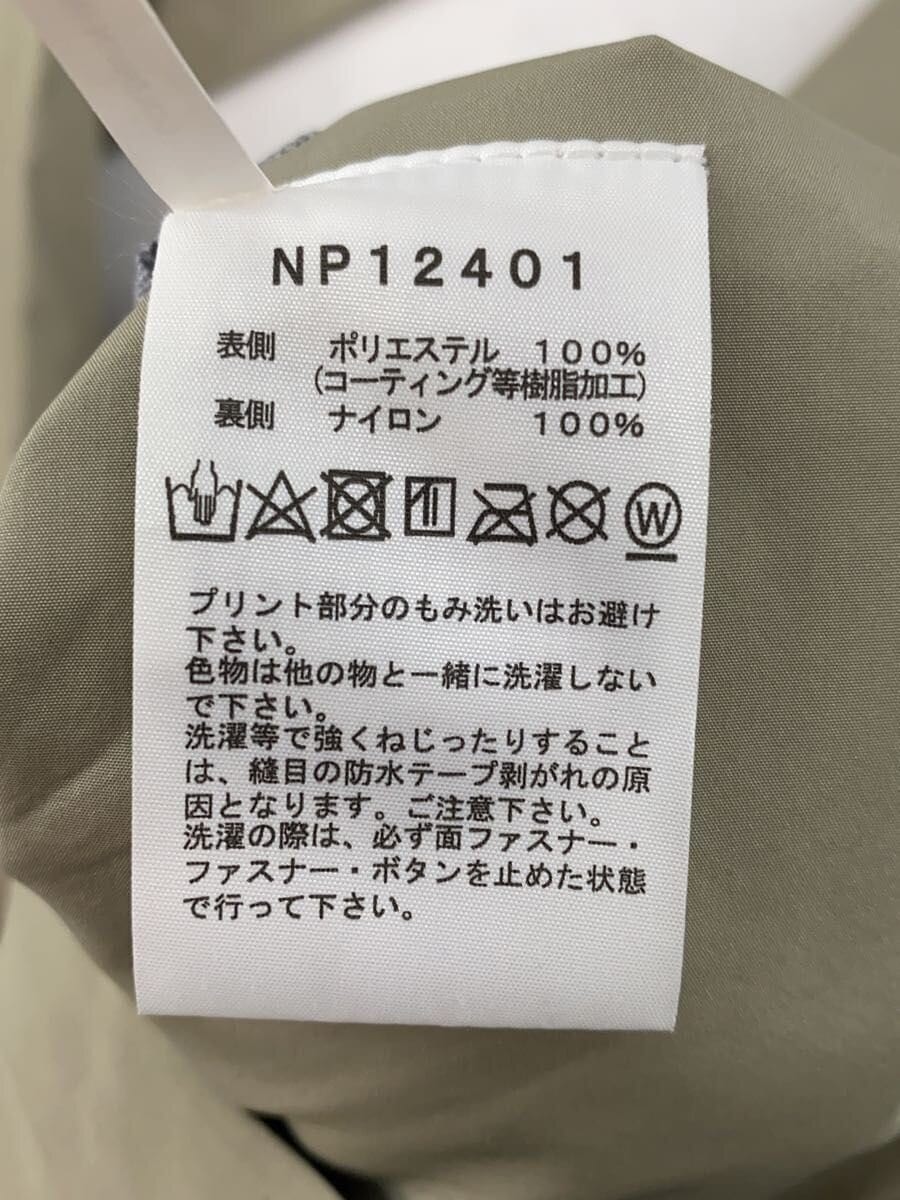 NP12401
表側 ポリエステル 100%
(コーティング等樹脂加工)
裏側 ナイロン 100%
W
プリント部分のもみ洗いはお避け
下さい。
色物は他の物と一緒に洗濯しない
で下さい。
洗濯等で強くねじったりすること
は、縫目の防水テープ剥がれの原
因となります。ご注意下さい。
洗濯の際は、必ず面ファスナー・
ファスナー・ボタンを止めた状態
で行って下さい。